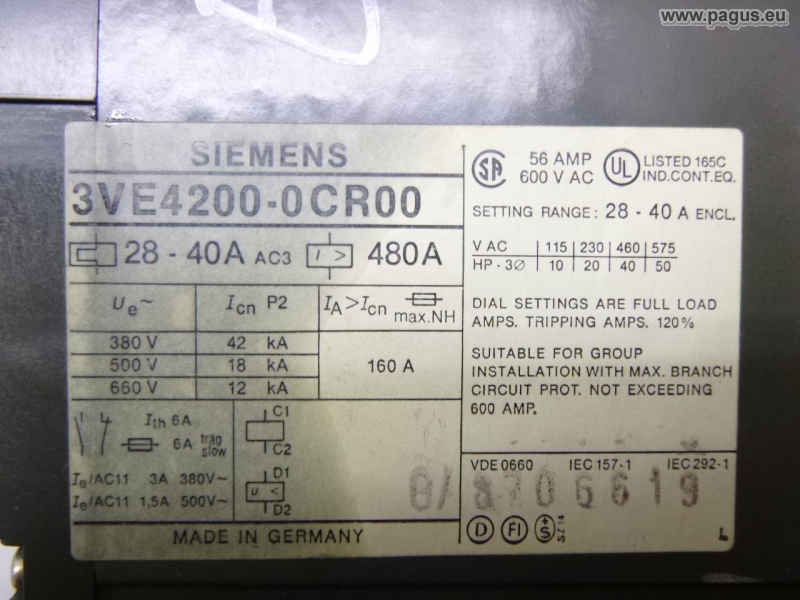 www.pagus.eu
SIEMENS
3VE4200-0CR00
28 - 40A AC3 I > 480A
Ue~ Icn P2 IA>Icn max.NH
380 V 42 kA
500 V 18 kA
660 V 12 kA
160 A
Ith 6A
6A träg
slow
Ie/AC11 3A 380V~
Ie/AC11 1,5A 500V~
C1
C2
D1
U <
D2
MADE IN GERMANY
SA 56 AMP
600 V AC
UL LISTED 165C
IND.CONT.EQ.
SETTING RANGE: 28 - 40 A ENCL.
V AC 115 230 460 575
HP - 3Ø 10 20 40 50
DIAL SETTINGS ARE FULL LOAD
AMPS. TRIPPING AMPS. 120%
SUITABLE FOR GROUP
INSTALLATION WITH MAX. BRANCH
CIRCUIT PROT. NOT EXCEEDING
600 AMP.
VDE 0660 IEC 157-1 IEC 292-1
8706619
D FI +S
L